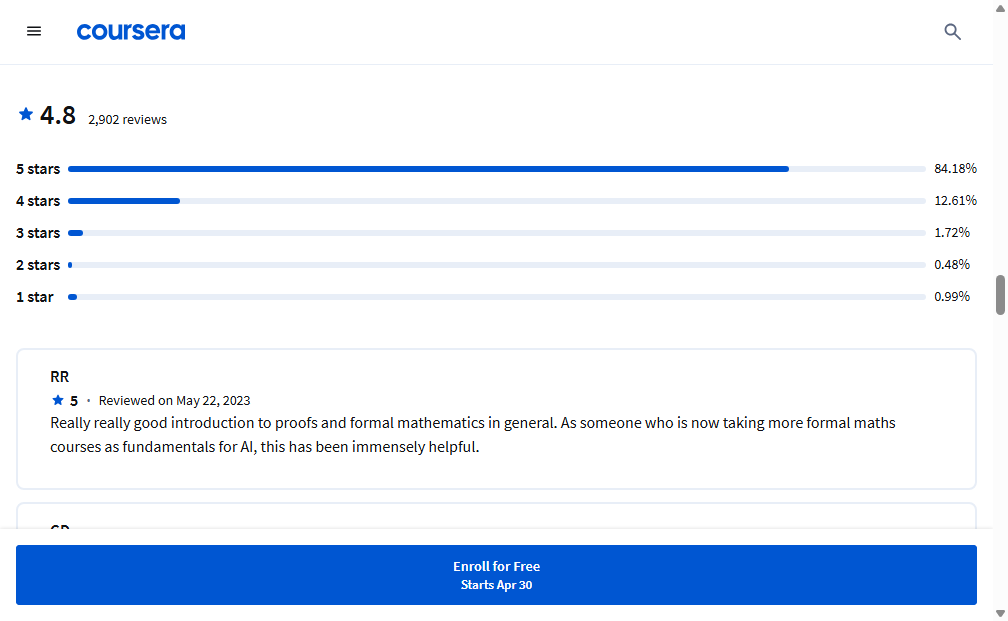 coursera
4.8 2,902 reviews
5 stars 84.18%
4 stars 12.61%
3 stars 1.72%
2 stars 0.48%
1 star 0.99%
RR
5 · Reviewed on May 22, 2023
Really really good introduction to proofs and formal mathematics in general. As someone who is now taking more formal maths
courses as fundamentals for AI, this has been immensely helpful.
Enroll for Free
Starts Apr 30